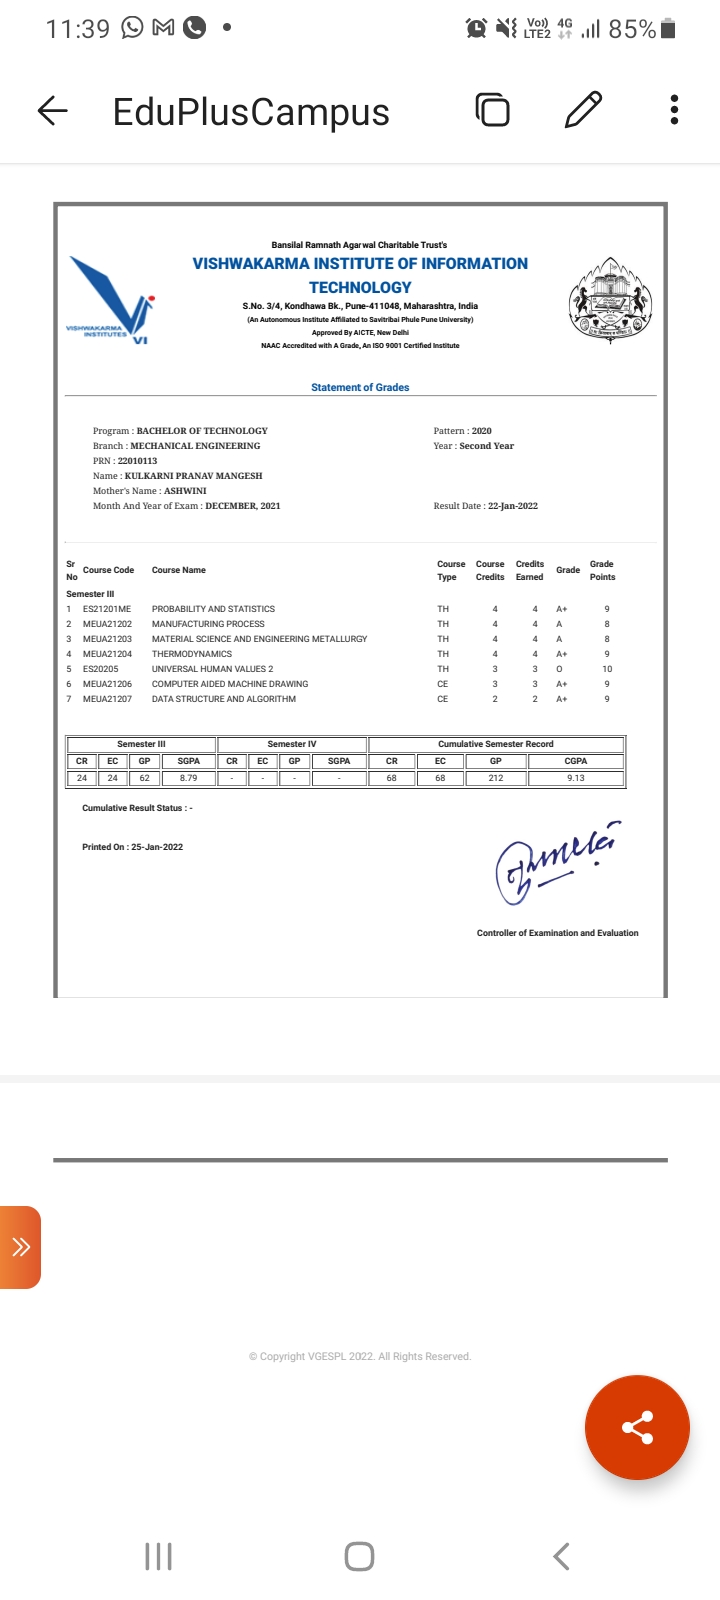 11:39
Vo)) LTE2 4G 85%
EduPlusCampus
Bansilal Ramnath Agarwal Charitable Trust's
VISHWAKARMA INSTITUTE OF INFORMATION
TECHNOLOGY
S.No. 3/4, Kondhawa Bk., Pune-411048, Maharashtra, India
(An Autonomous Institute Affiliated to Savitribai Phule Pune University)
Approved By AICTE, New Delhi
NAAC Accredited with A Grade, An ISO 9001 Certified Institute
VISHWAKARMA
INSTITUTES
VI
Statement of Grades
Program : BACHELOR OF TECHNOLOGY Pattern : 2020
Branch : MECHANICAL ENGINEERING Year : Second Year
PRN : 22010113
Name : KULKARNI PRANAV MANGESH
Mother's Name : ASHWINI
Month And Year of Exam : DECEMBER, 2021 Result Date : 22-Jan-2022
Sr No Course Code Course Name Course Type Course Credits Credits Earned Grade Grade Points
Semester III
1 ES21201ME PROBABILITY AND STATISTICS TH 4 4 A+ 9
2 MEUA21202 MANUFACTURING PROCESS TH 4 4 A 8
3 MEUA21203 MATERIAL SCIENCE AND ENGINEERING METALLURGY TH 4 4 A 8
4 MEUA21204 THERMODYNAMICS TH 4 4 A+ 9
5 ES20205 UNIVERSAL HUMAN VALUES 2 TH 3 3 O 10
6 MEUA21206 COMPUTER AIDED MACHINE DRAWING CE 3 3 A+ 9
7 MEUA21207 DATA STRUCTURE AND ALGORITHM CE 2 2 A+ 9
Semester III Semester IV Cumulative Semester Record
CR EC GP SGPA CR EC GP SGPA CR EC GP CGPA
24 24 62 8.79 - - - - 68 68 212 9.13
Cumulative Result Status : -
Printed On : 25-Jan-2022
Controller of Examination and Evaluation
© Copyright VGESPL 2022. All Rights Reserved.